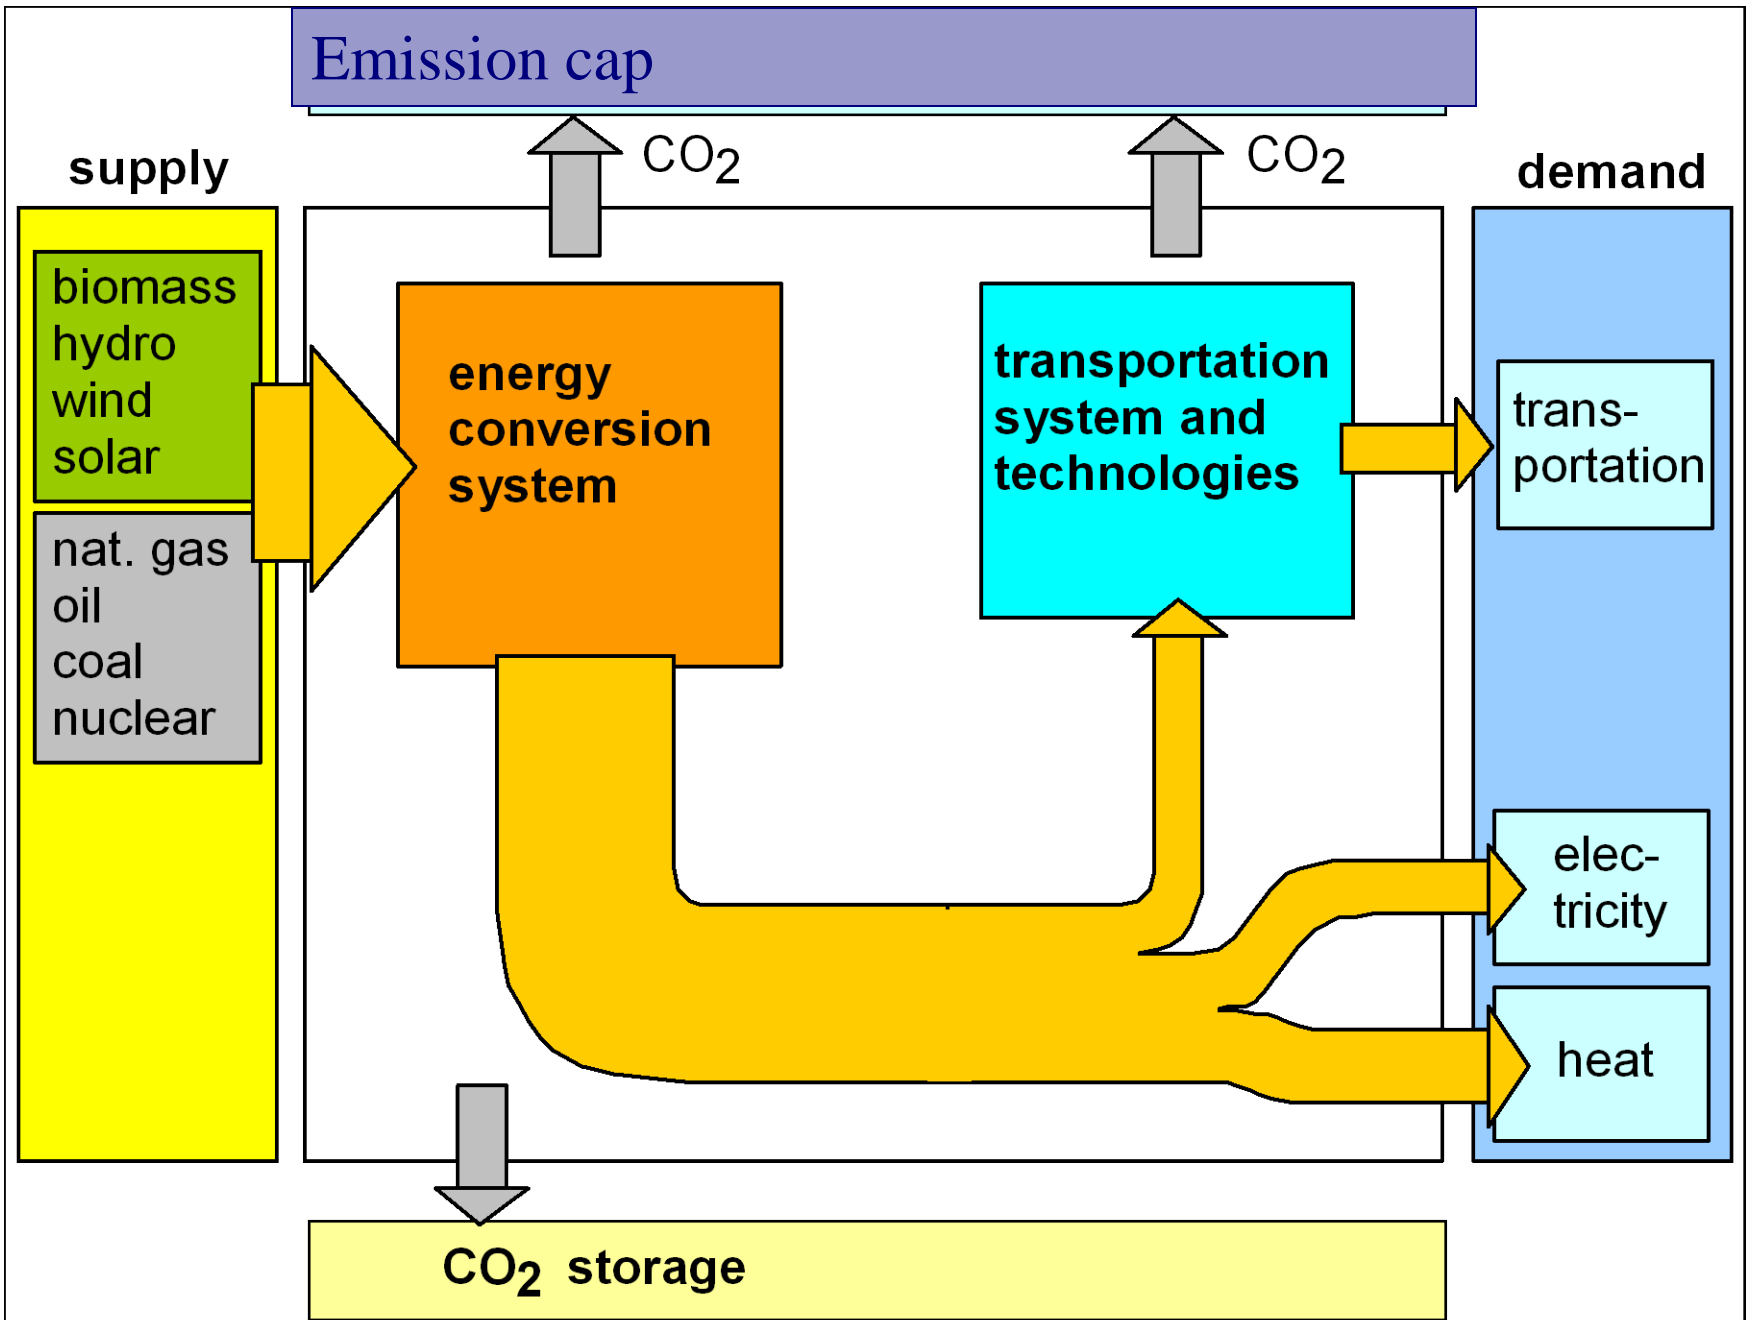 Emission cap
CO2
CO2
supply
demand
biomass
hydro
wind
solar
nat. gas
oil
coal
nuclear
energy
conversion
system
transportation
system and
technologies
trans-
portation
elec-
tricity
heat
CO2 storage